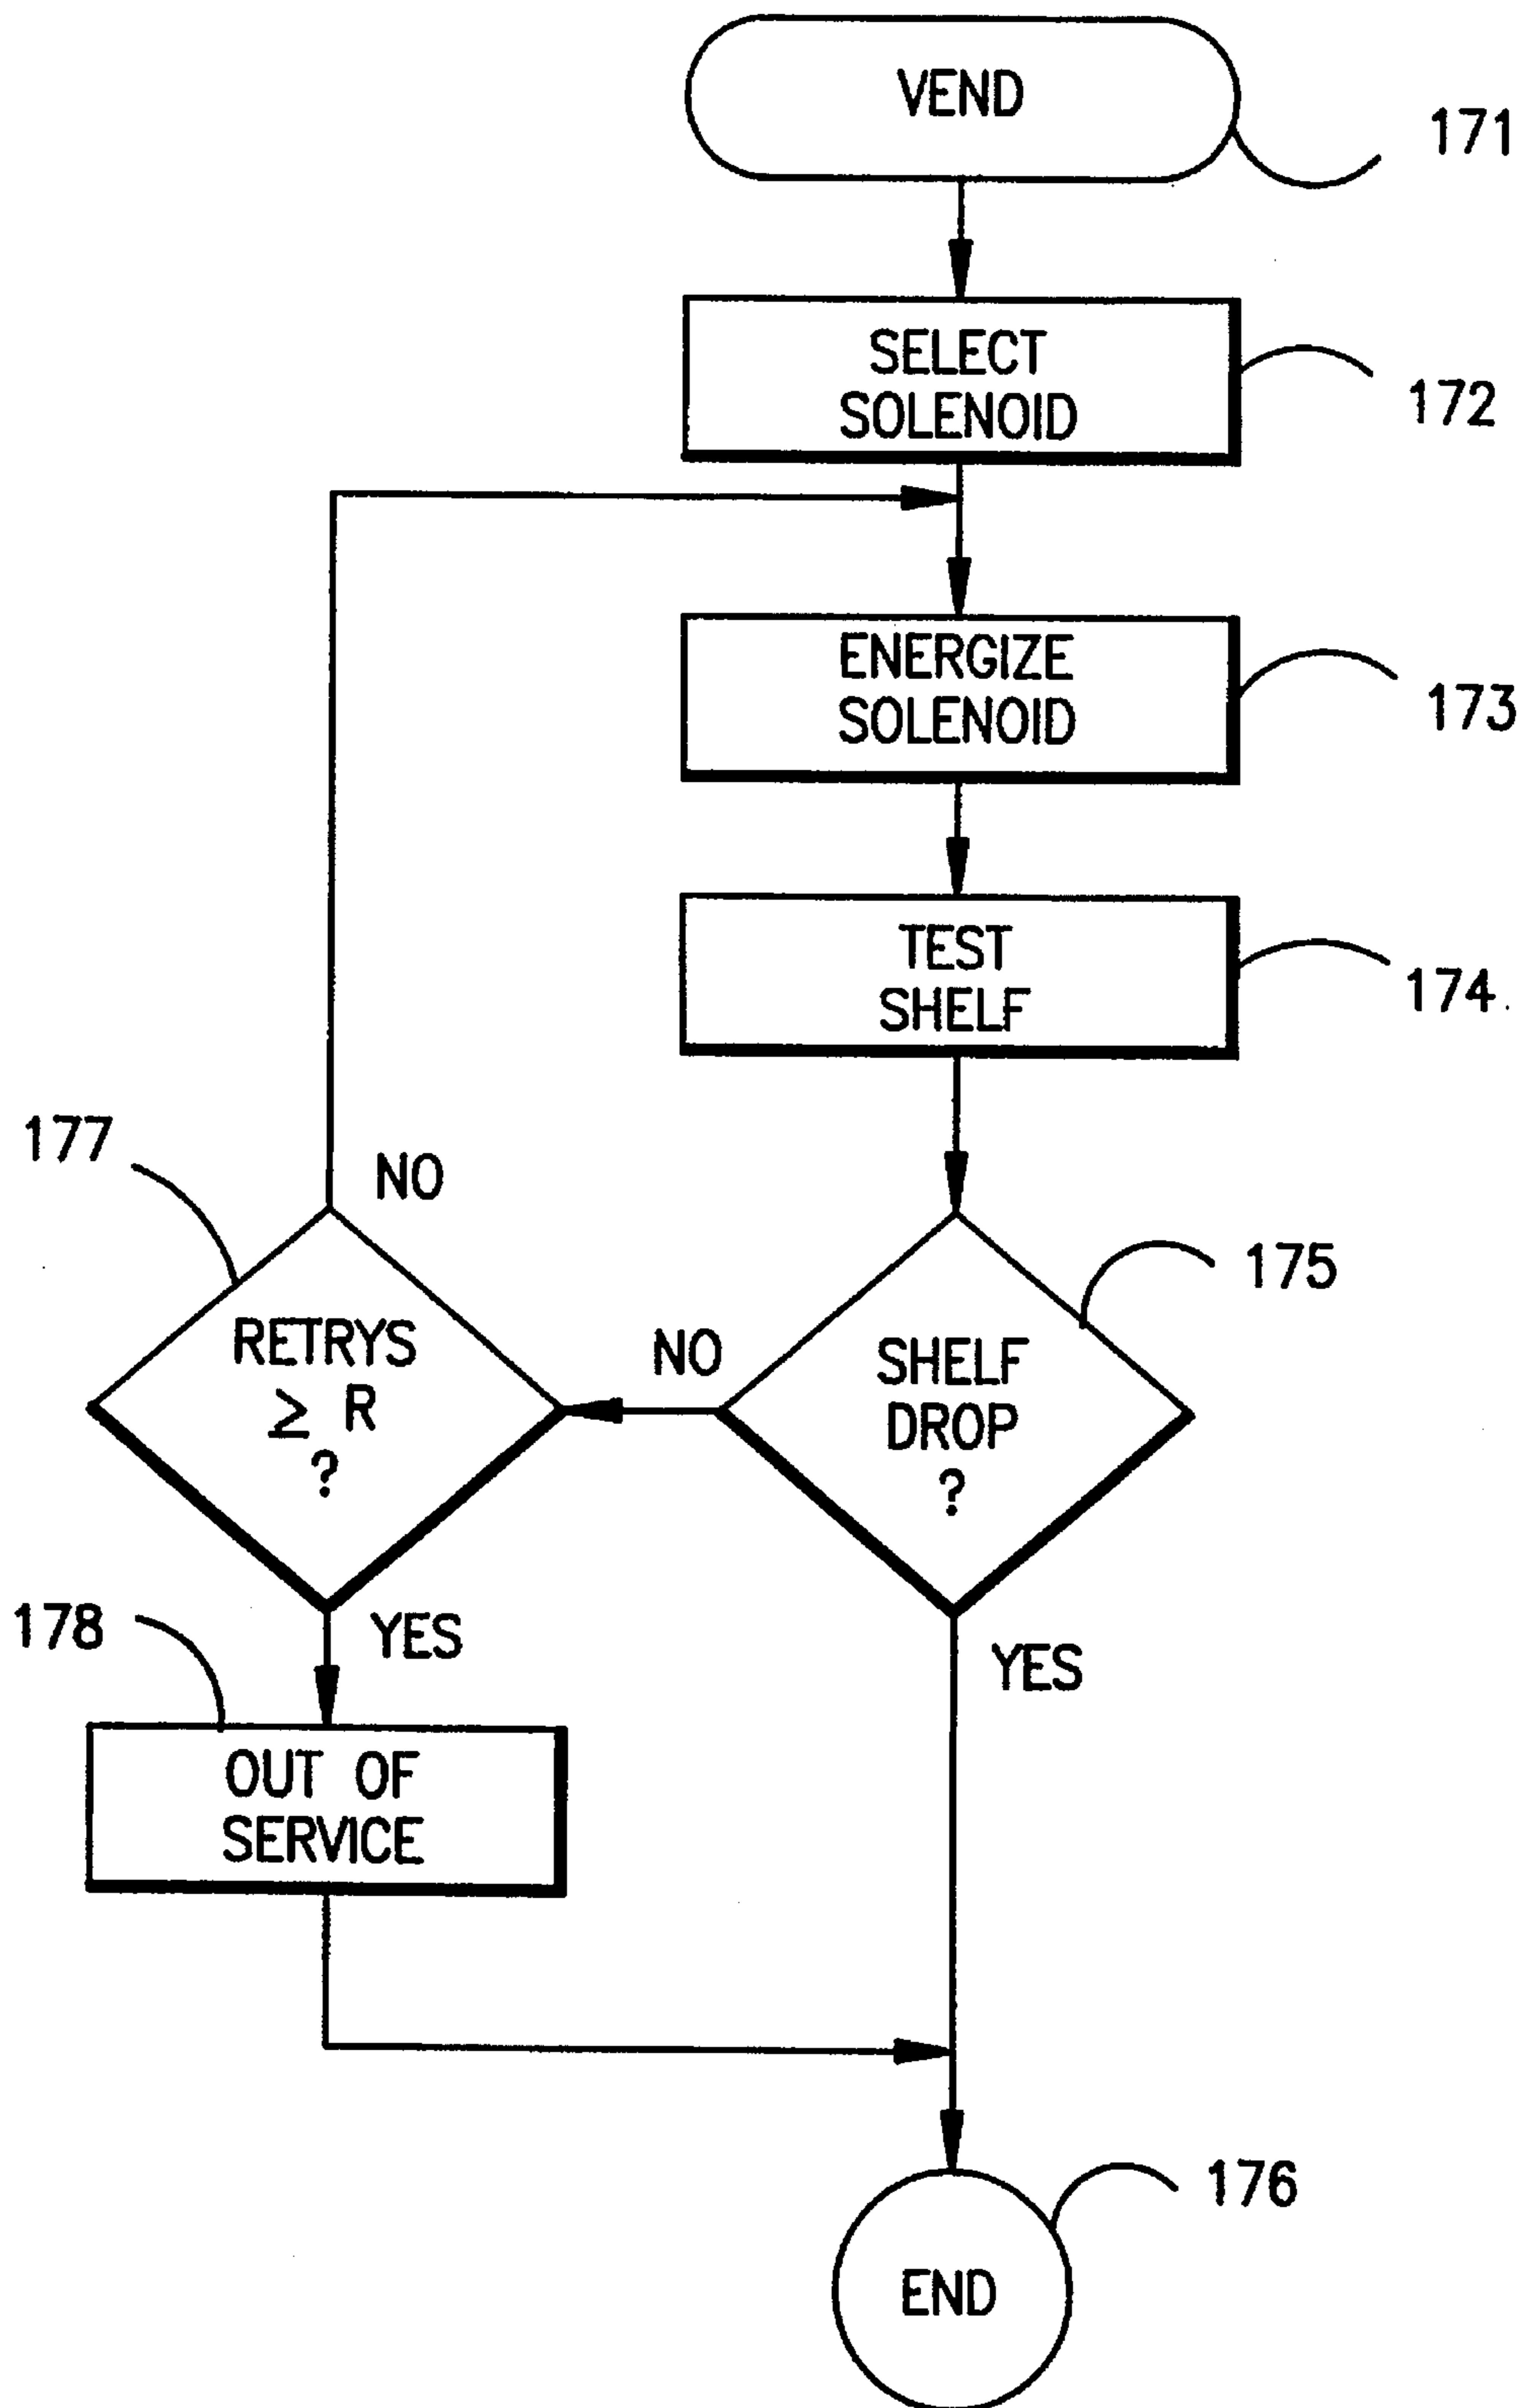 VEND
171
SELECT
SOLENOID
172
ENERGIZE
SOLENOID
173
TEST
SHELF
174
177
NO
175
RETRYS
≥ R
?
NO
SHELF
DROP
?
178
YES
YES
OUT OF
SERVICE
176
END